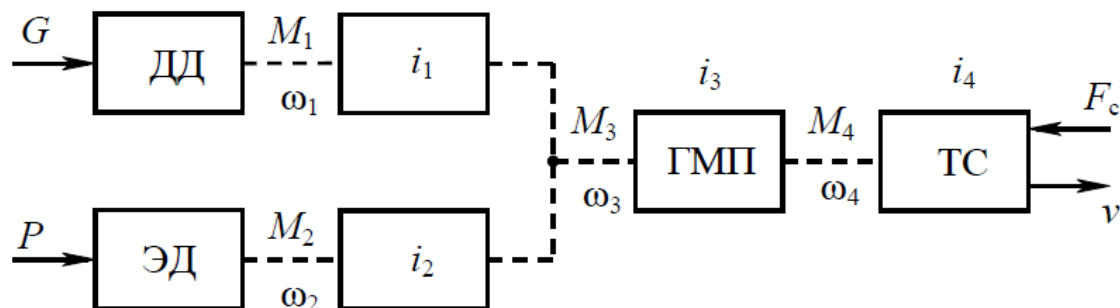 G
ДД
M₁
ω₁
i₁
P
ЭД
M₂
ω₂
i₂
M₃
ω₃
i₃
ГМП
M₄
ω₄
i₄
ТС
Fс
v